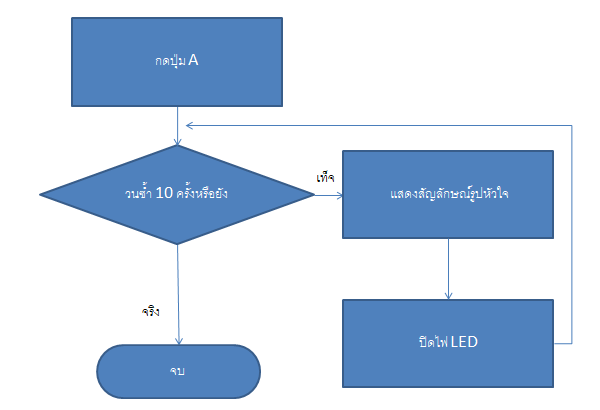 กดปุ่ม A
วนซ้ำ 10 ครั้งหรือยัง
เท็จ
แสดงสัญลักษณ์รูปหัวใจ
จริง
ปิดไฟ LED
จบ